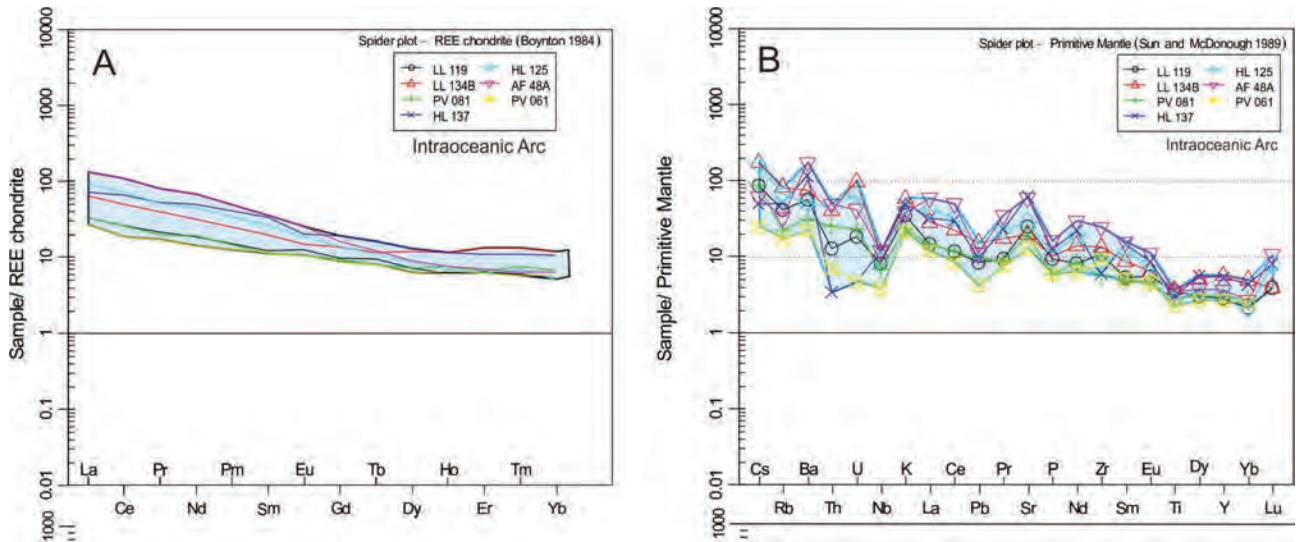 A
Spider plot – REE chondrite (Boynton 1984)
LL 119
LL 134B
PV 081
HL 137
HL 125
AF 48A
PV 061
Intraoceanic Arc
Sample/ REE chondrite
10000
1000
100
10
1
0.1
0.01
1000
La
Ce
Pr
Nd
Pm
Sm
Eu
Gd
Tb
Dy
Ho
Er
Tm
Yb
B
Spider plot – Primitive Mantle (Sun and McDonough 1989)
LL 119
LL 134B
PV 081
HL 137
HL 125
AF 48A
PV 061
Intraoceanic Arc
Sample/ Primitive Mantle
10000
1000
100
10
1
0.1
0.01
1000
Cs
Rb
Ba
Th
U
Nb
K
La
Ce
Pb
Pr
Sr
P
Nd
Zr
Sm
Eu
Ti
Dy
Y
Yb
Lu